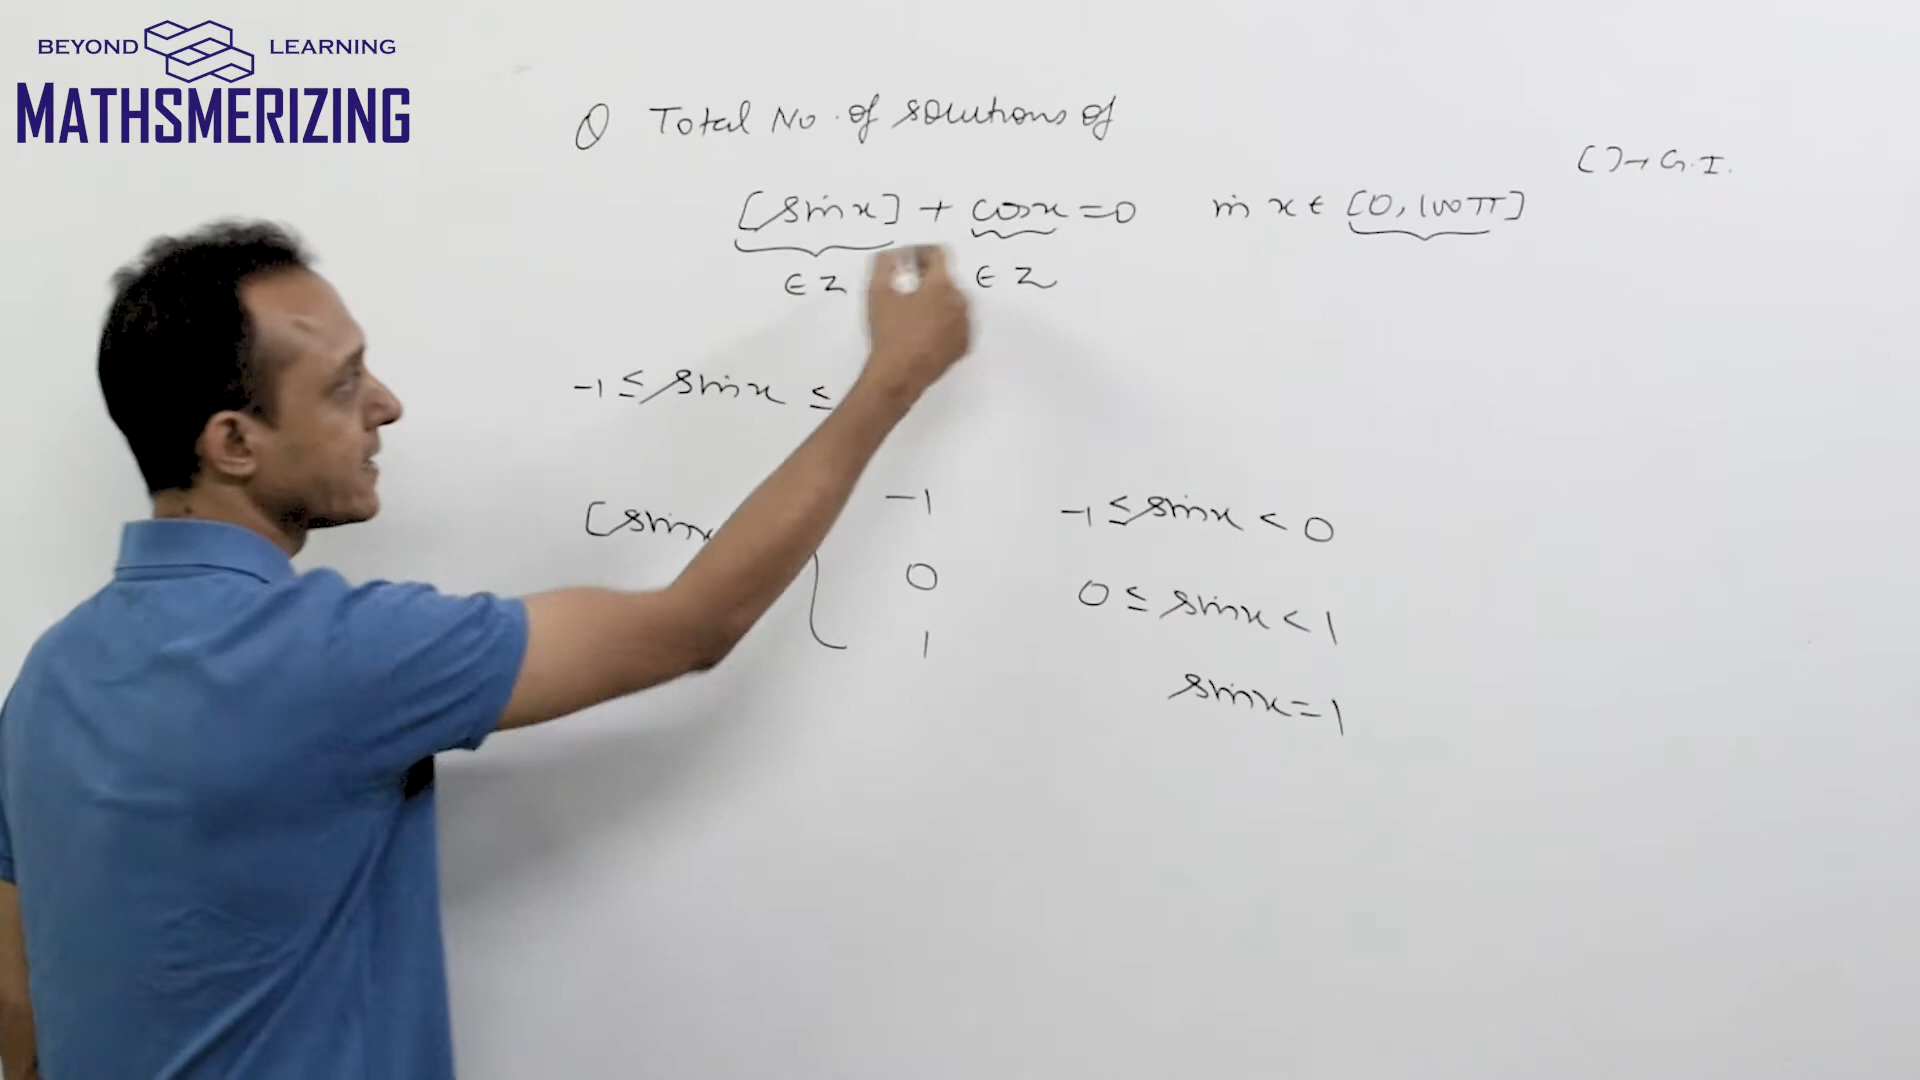 BEYOND LEARNING
MATHSMERIZING
Q Total No. of solutions of
[ ] → G.I.
[sinx] + cosx = 0 in x ∈ [0, 100π]
∈ Z ∈ Z
-1 ≤ sinx ≤
[sinx -1 -1 ≤ sinx < 0
0 0 ≤ sinx < 1
1 sinx = 1